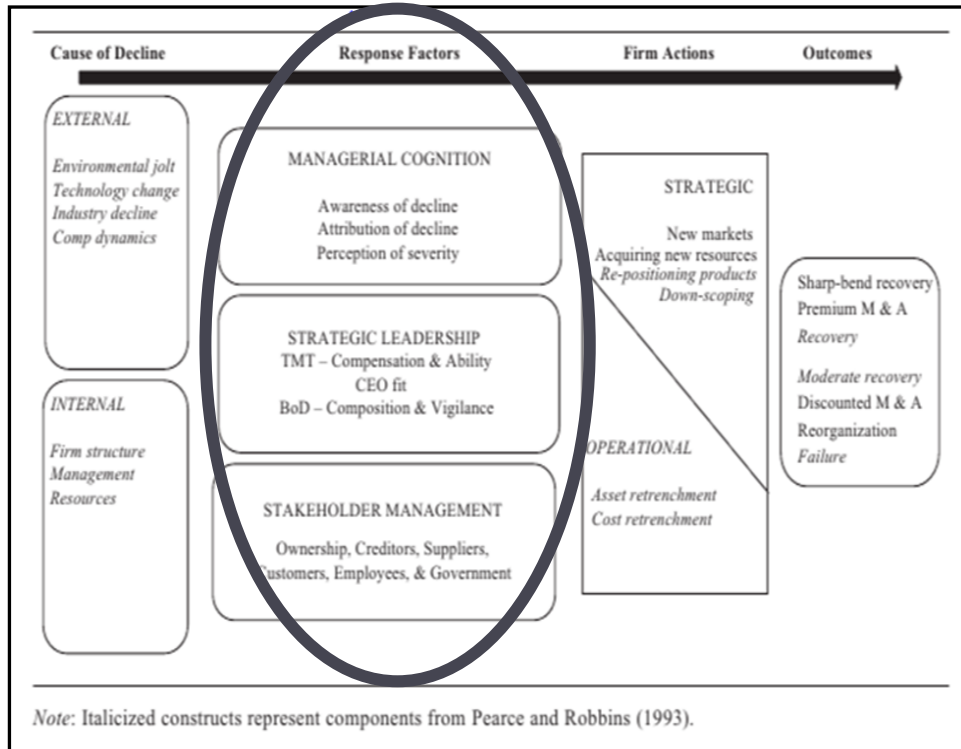 Cause of Decline
Response Factors
Firm Actions
Outcomes
EXTERNAL
Environmental jolt
Technology change
Industry decline
Comp dynamics
INTERNAL
Firm structure
Management
Resources
MANAGERIAL COGNITION
Awareness of decline
Attribution of decline
Perception of severity
STRATEGIC LEADERSHIP
TMT – Compensation & Ability
CEO fit
BoD – Composition & Vigilance
STAKEHOLDER MANAGEMENT
Ownership, Creditors, Suppliers,
Customers, Employees, & Government
STRATEGIC
New markets
Acquiring new resources
Re-positioning products
Down-scoping
OPERATIONAL
Asset retrenchment
Cost retrenchment
Sharp-bend recovery
Premium M & A
Recovery
Moderate recovery
Discounted M & A
Reorganization
Failure
Note: Italicized constructs represent components from Pearce and Robbins (1993).